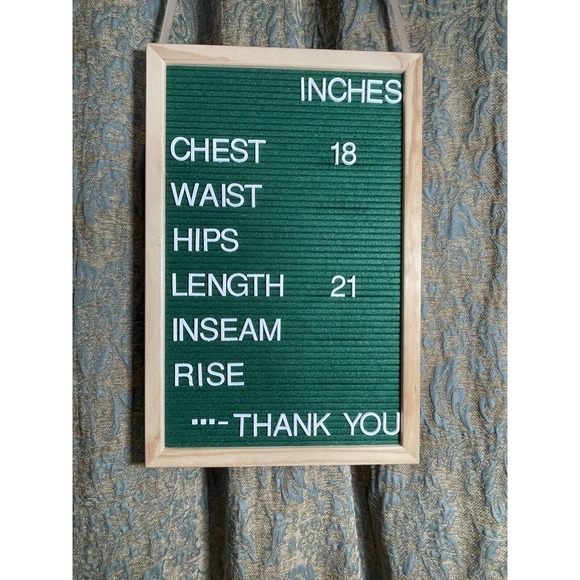 INCHES
CHEST 18
WAIST
HIPS
LENGTH 21
INSEAM
RISE
...-THANK YOU